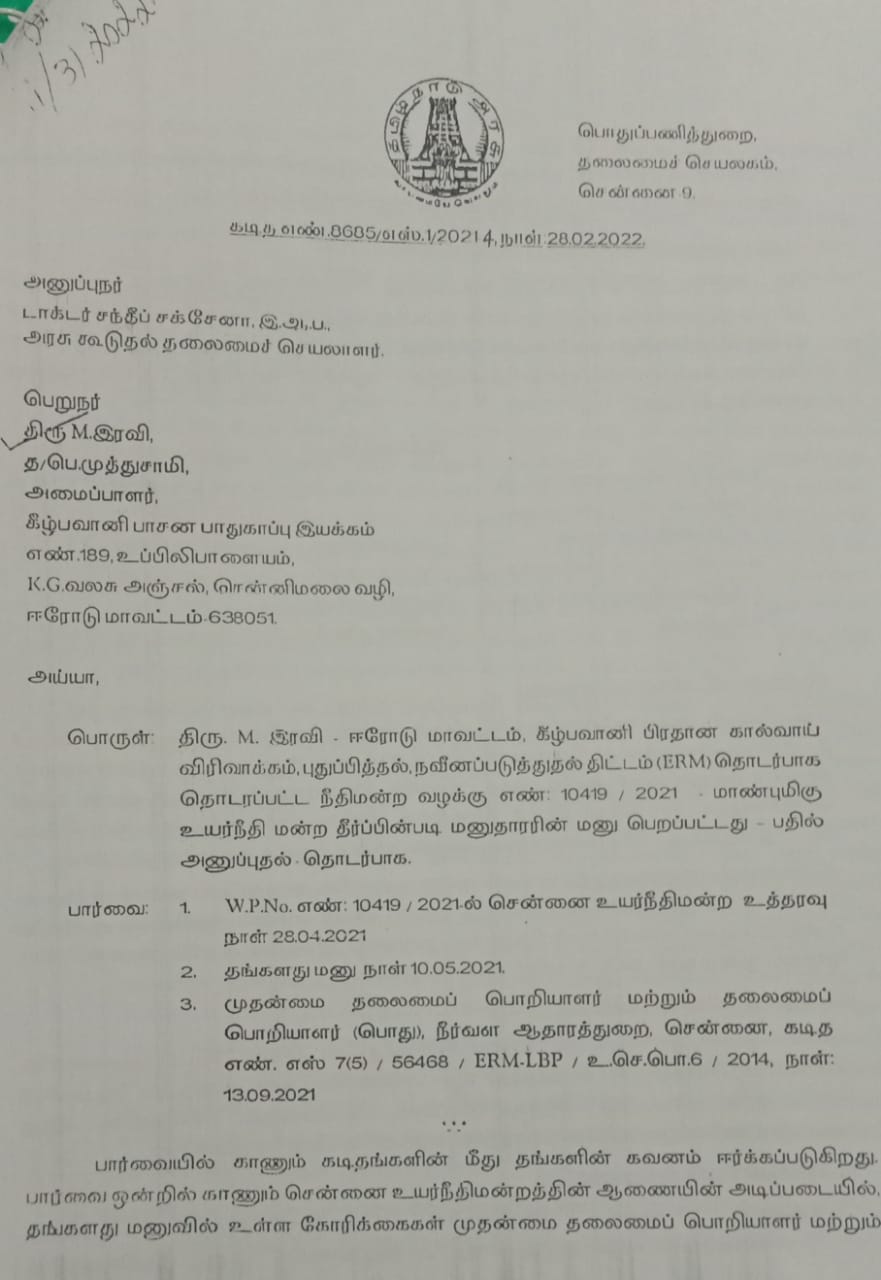 1/3/2022
தமிழ்நாடு அரசு
வாய்மையே வெல்லும்
பொதுப்பணித்துறை,
தலைமைச் செயலகம்,
சென்னை-9.
கடித எண்.8685/எஸ்.1/2021-4, நாள்:28.02.2022.
அனுப்புநர்
டாக்டர் சந்தீப் சக்சேனா, இ.அ.ப.,
அரசு கூடுதல் தலைமைச் செயலாளர்.
பெறுநர்
திரு M.இரவி,
த/பெ.முத்துசாமி,
அமைப்பாளர்,
கீழ்பவானி பாசன பாதுகாப்பு இயக்கம்
எண்.189, உப்பிலிபாளையம்,
K.G.வலசு அஞ்சல், சென்னிமலை வழி,
ஈரோடு மாவட்டம்-638051.
அய்யா,
பொருள்: திரு. M. இரவி - ஈரோடு மாவட்டம், கீழ்பவானி பிரதான கால்வாய்
விரிவாக்கம், புதுப்பித்தல், நவீனப்படுத்துதல் திட்டம் (ERM) தொடர்பாக
தொடரப்பட்ட நீதிமன்ற வழக்கு எண்: 10419 / 2021 - மாண்புமிகு
உயர்நீதி மன்ற தீர்ப்பின்படி மனுதாரரின் மனு பெறப்பட்டது - பதில்
அனுப்புதல் - தொடர்பாக.
பார்வை: 1. W.P.No. எண்: 10419 / 2021-ல் சென்னை உயர்நீதிமன்ற உத்தரவு
நாள் 28.04.2021
2. தங்களது மனு நாள் 10.05.2021.
3. முதன்மை தலைமைப் பொறியாளர் மற்றும் தலைமைப்
பொறியாளர் (பொது), நீர்வள ஆதாரத்துறை, சென்னை, கடித
எண். எஸ் 7(5) / 56468 / ERM-LBP / உ.செ.பொ.6 / 2014, நாள்:
13.09.2021
...
பார்வையில் காணும் கடிதங்களின் மீது தங்களின் கவனம் ஈர்க்கப்படுகிறது.
பார்வை ஒன்றில் காணும் சென்னை உயர்நீதிமன்றத்தின் ஆணையின் அடிப்படையில்,
தங்களது மனுவில் உள்ள கோரிக்கைகள் முதன்மை தலைமைப் பொறியாளர் மற்றும்